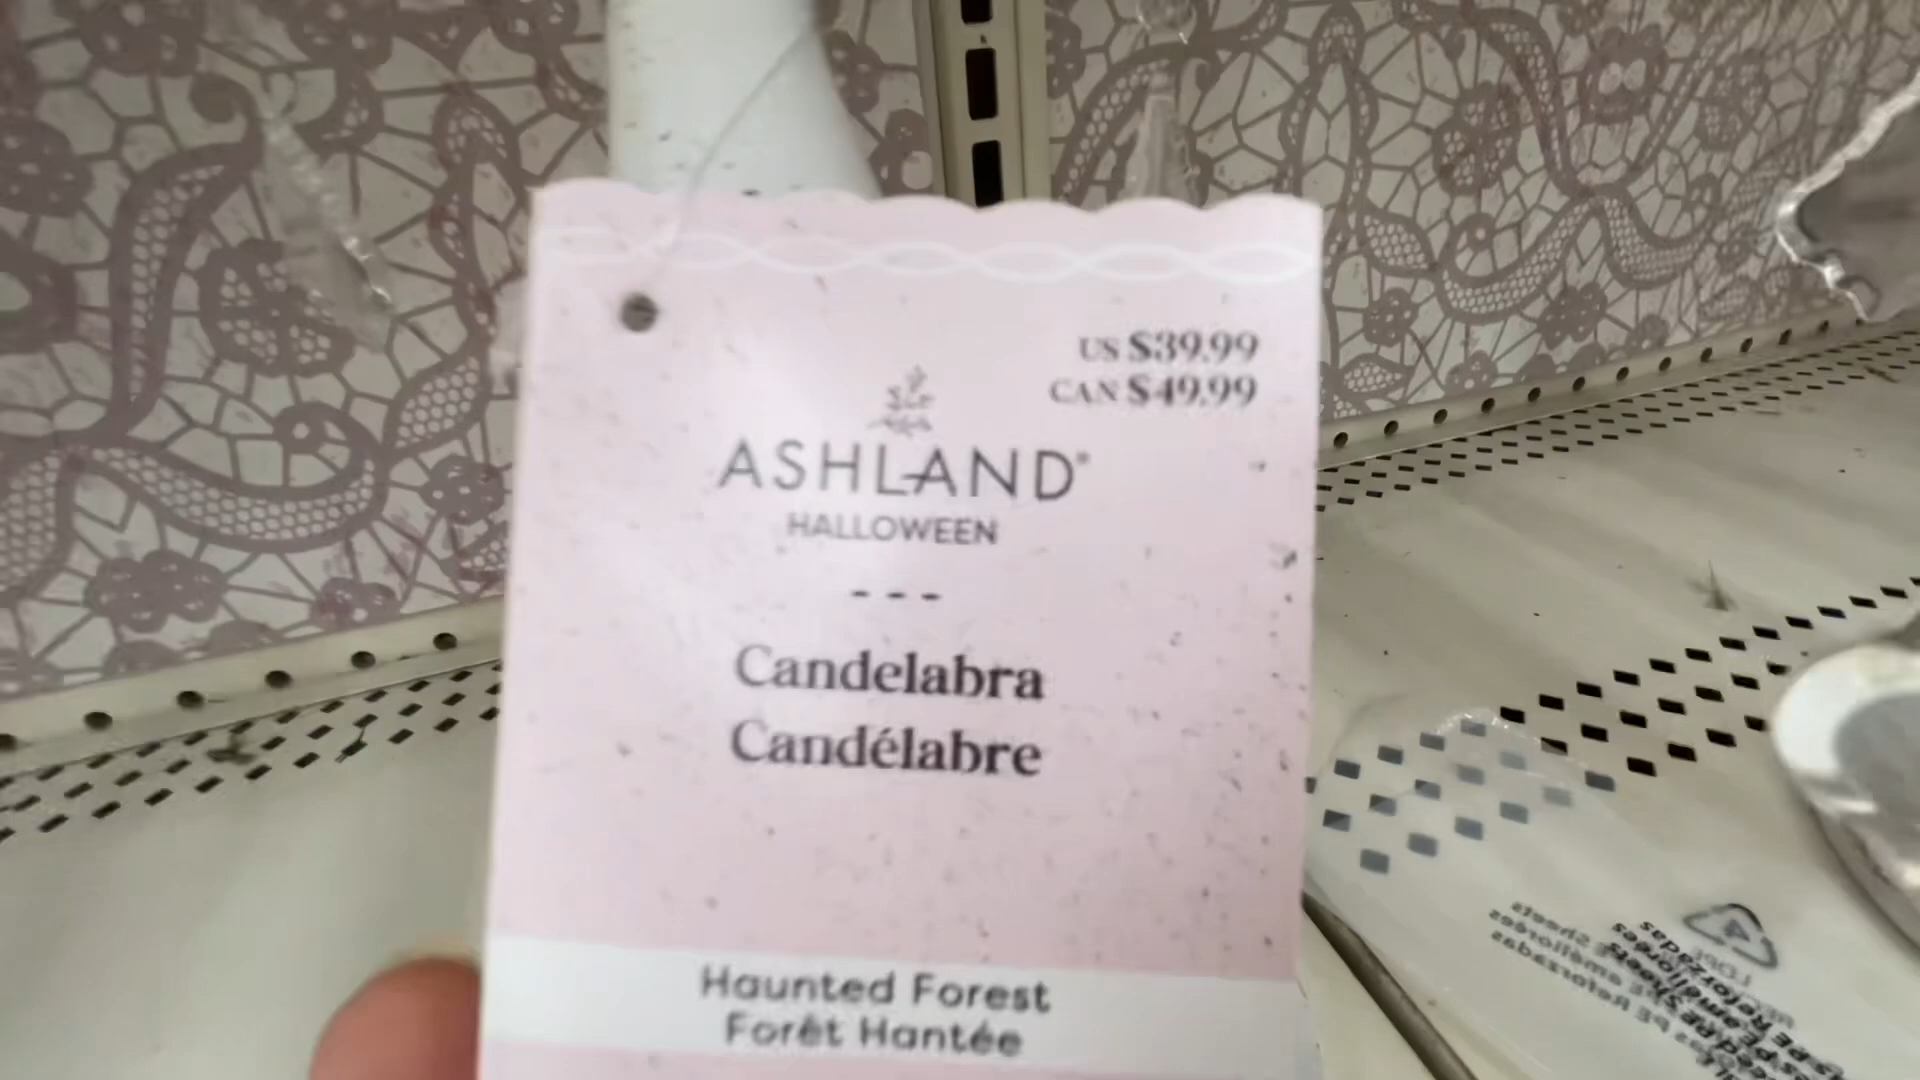 US $39.99
CAN $49.99
ASHLAND®
HALLOWEEN
---
Candelabra
Candélabre
Haunted Forest
Forêt Hantée